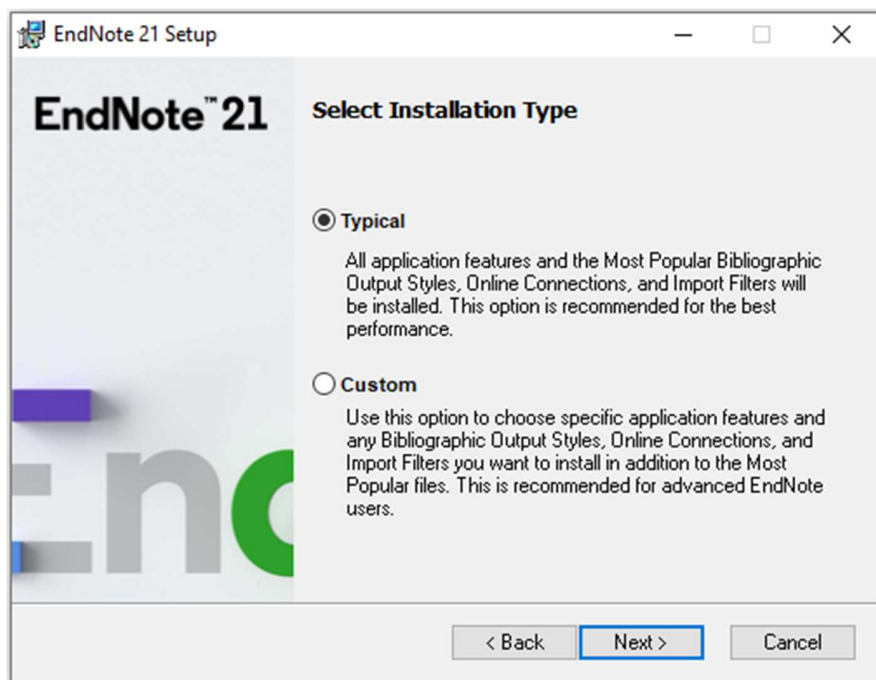 EndNote 21 Setup
EndNote™21
Select Installation Type
Typical
All application features and the Most Popular Bibliographic
Output Styles, Online Connections, and Import Filters will
be installed. This option is recommended for the best
performance.
Custom
Use this option to choose specific application features and
any Bibliographic Output Styles, Online Connections, and
Import Filters you want to install in addition to the Most
Popular files. This is recommended for advanced EndNote
users.
End
< Back
Next >
Cancel